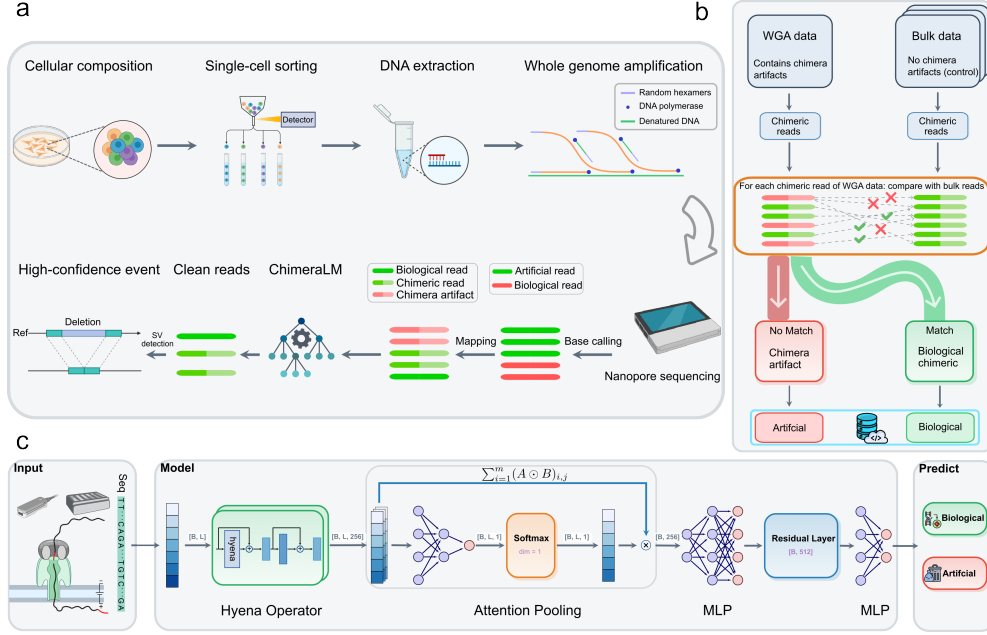 a
Cellular composition
Single-cell sorting
DNA extraction
Whole genome amplification
Detector
Random hexamers
DNA polymerase
Denatured DNA
High-confidence event
Clean reads
ChimeraLM
Biological read
Chimeric read
Chimera artifact
Artificial read
Biological read
Ref
Deletion
SV
detection
Mapping
Base calling
Nanopore sequencing
b
WGA data
Contains chimera
artifacts
Bulk data
No chimera
artifacts (control)
Chimeric
reads
Chimeric
reads
For each chimeric read of WGA data: compare with bulk reads
No Match
Chimera
artifact
Match
Biological
chimeric
Artifcial
</>
Biological
c
Input
Seq
TT···CAGA···TGTC···GA
Model
[B, L]
hyena
Hyena Operator
[B, L, 256]
∑_{i=1}^{m}(A ⊙ B)_{i,j}
[B, L, 1]
Softmax
dim = 1
[B, L, 1]
Attention Pooling
[B, 256]
MLP
Residual Layer
[B, 512]
MLP
Predict
Biological
Artifcial